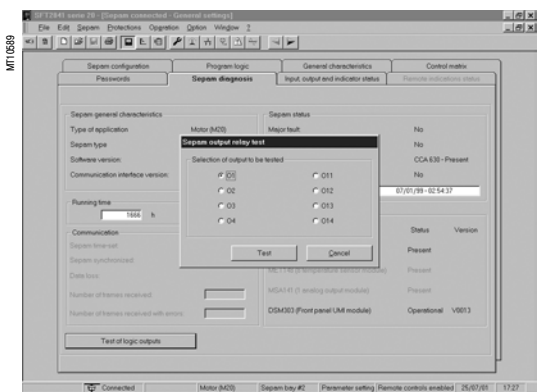 MT10589
SFT2841 serie 20 - [Sepam connected - General settings]
File Edit Sepam Protections Operation Option Window ?
Sepam configuration Program logic General characteristics Control matrix
Passwords Sepam diagnosis Input, output and indicator status Remote indications status
Sepam general characteristics
Type of application Motor (M20)
Sepam type
Software version:
Communication interface version:
Running time
1666 h
Communication
Sepam time-set:
Sepam synchronized:
Data loss:
Number of frames received:
Number of frames received with errors:
Test of logic outputs
Sepam status
Major fault: No
No
CCA 630 - Present
No
07/01/99 - 02:54:37
Sepam output relay test
Selection of output to be tested
O1 O11
O2 O12
O3 O13
O4 O14
Test Cancel
Status Version
Present
MET148 (8 temperature sensor module) Present
MSA141 (1 analog output module) Present
DSM303 (Front panel UMI module) Operational V0013
Connected Motor (M20) Sepam bay #2 Parameter setting Remote controls enabled 25/07/01 17:27